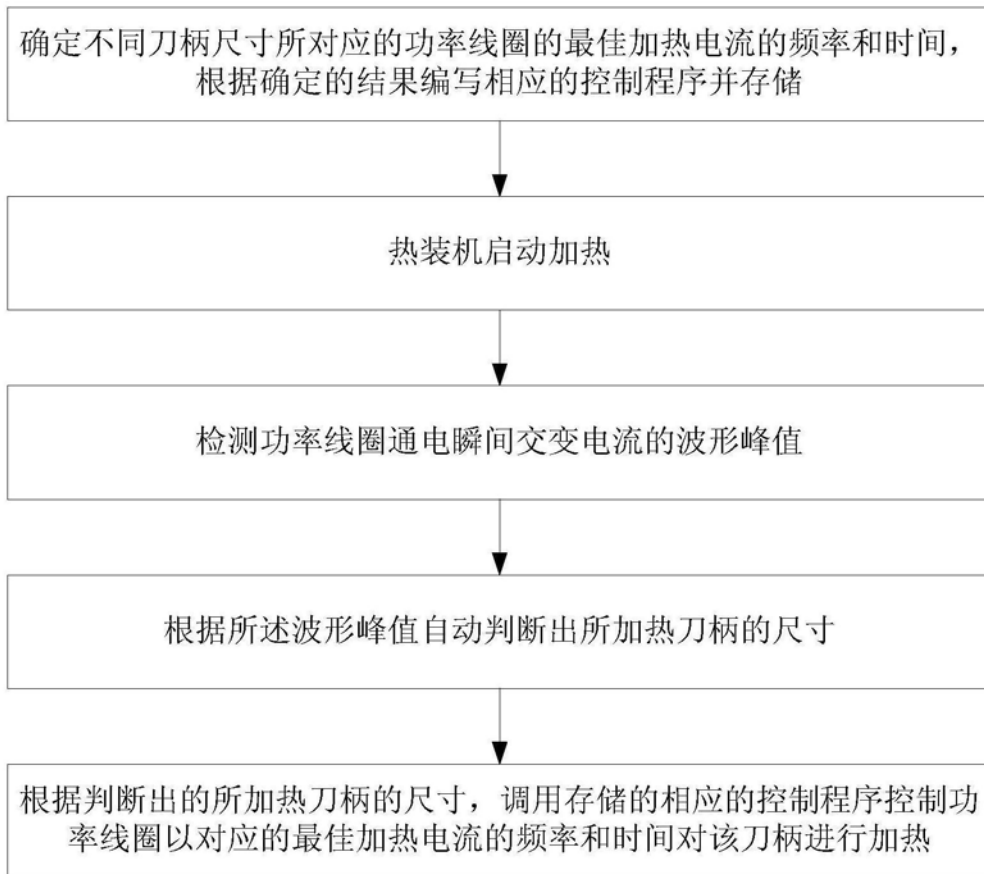 确定不同刀柄尺寸所对应的功率线圈的最佳加热电流的频率和时间，
根据确定的结果编写相应的控制程序并存储
热装机启动加热
检测功率线圈通电瞬间交变电流的波形峰值
根据所述波形峰值自动判断出所加热刀柄的尺寸
根据判断出的所加热刀柄的尺寸，调用存储的相应的控制程序控制功
率线圈以对应的最佳加热电流的频率和时间对该刀柄进行加热